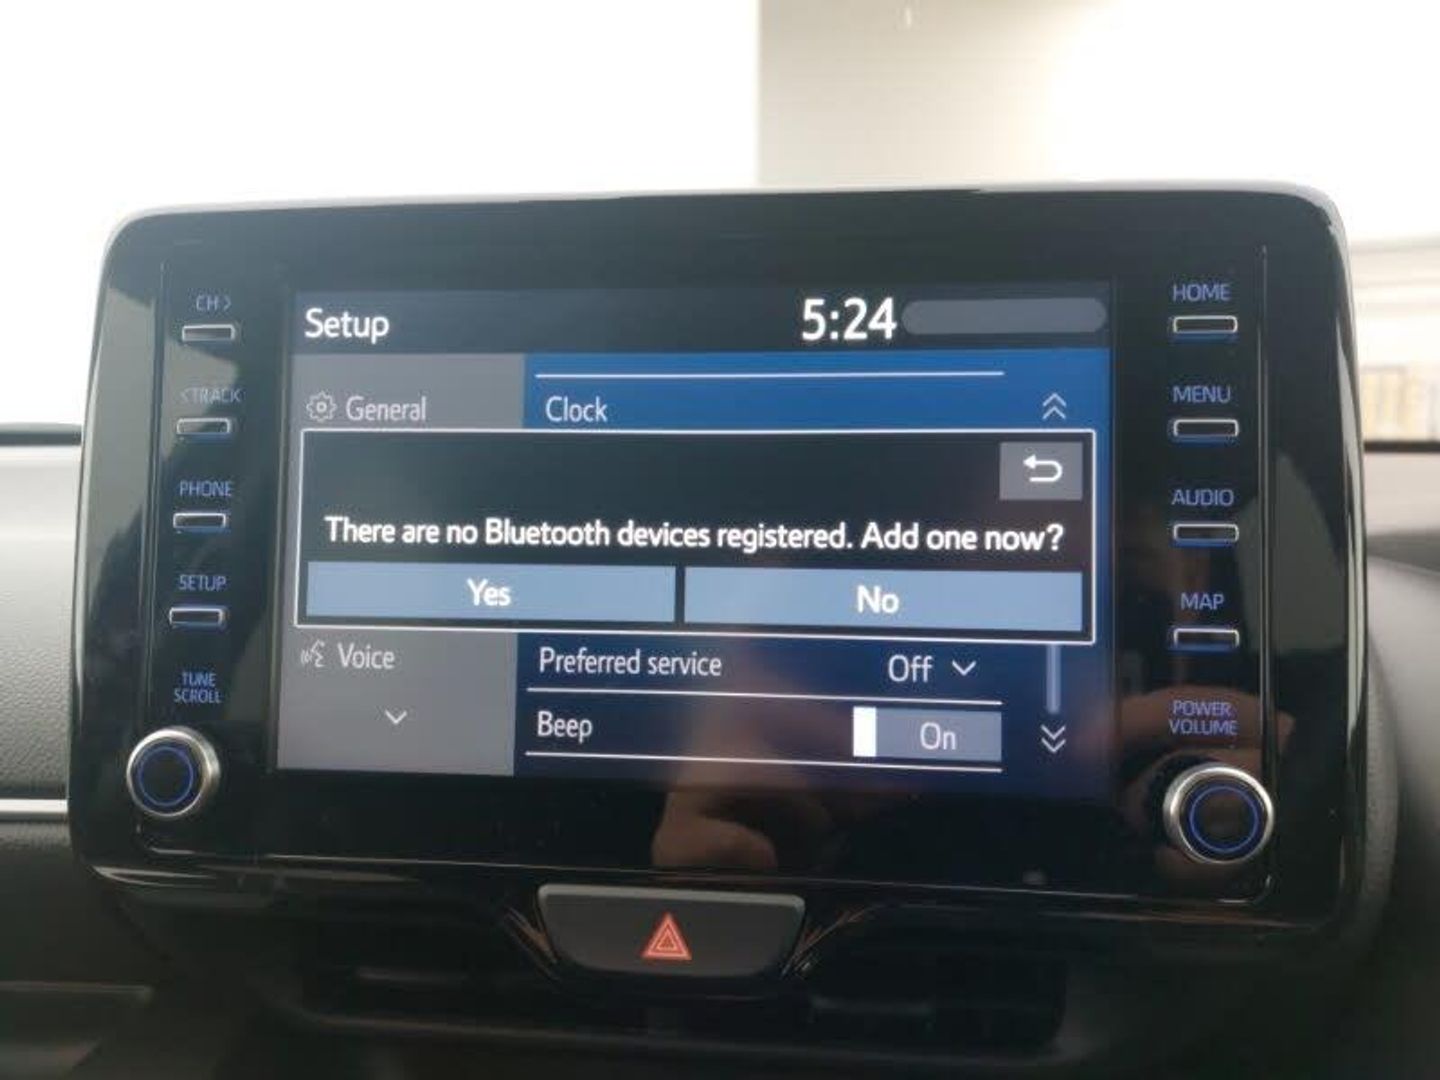 CH >
HOME
Setup
5:24
<TRACK
MENU
General
Clock
PHONE
AUDIO
There are no Bluetooth devices registered. Add one now?
Yes
No
SETUP
MAP
Voice
Preferred service
Off
TUNE
SCROLL
Beep
On
POWER
VOLUME